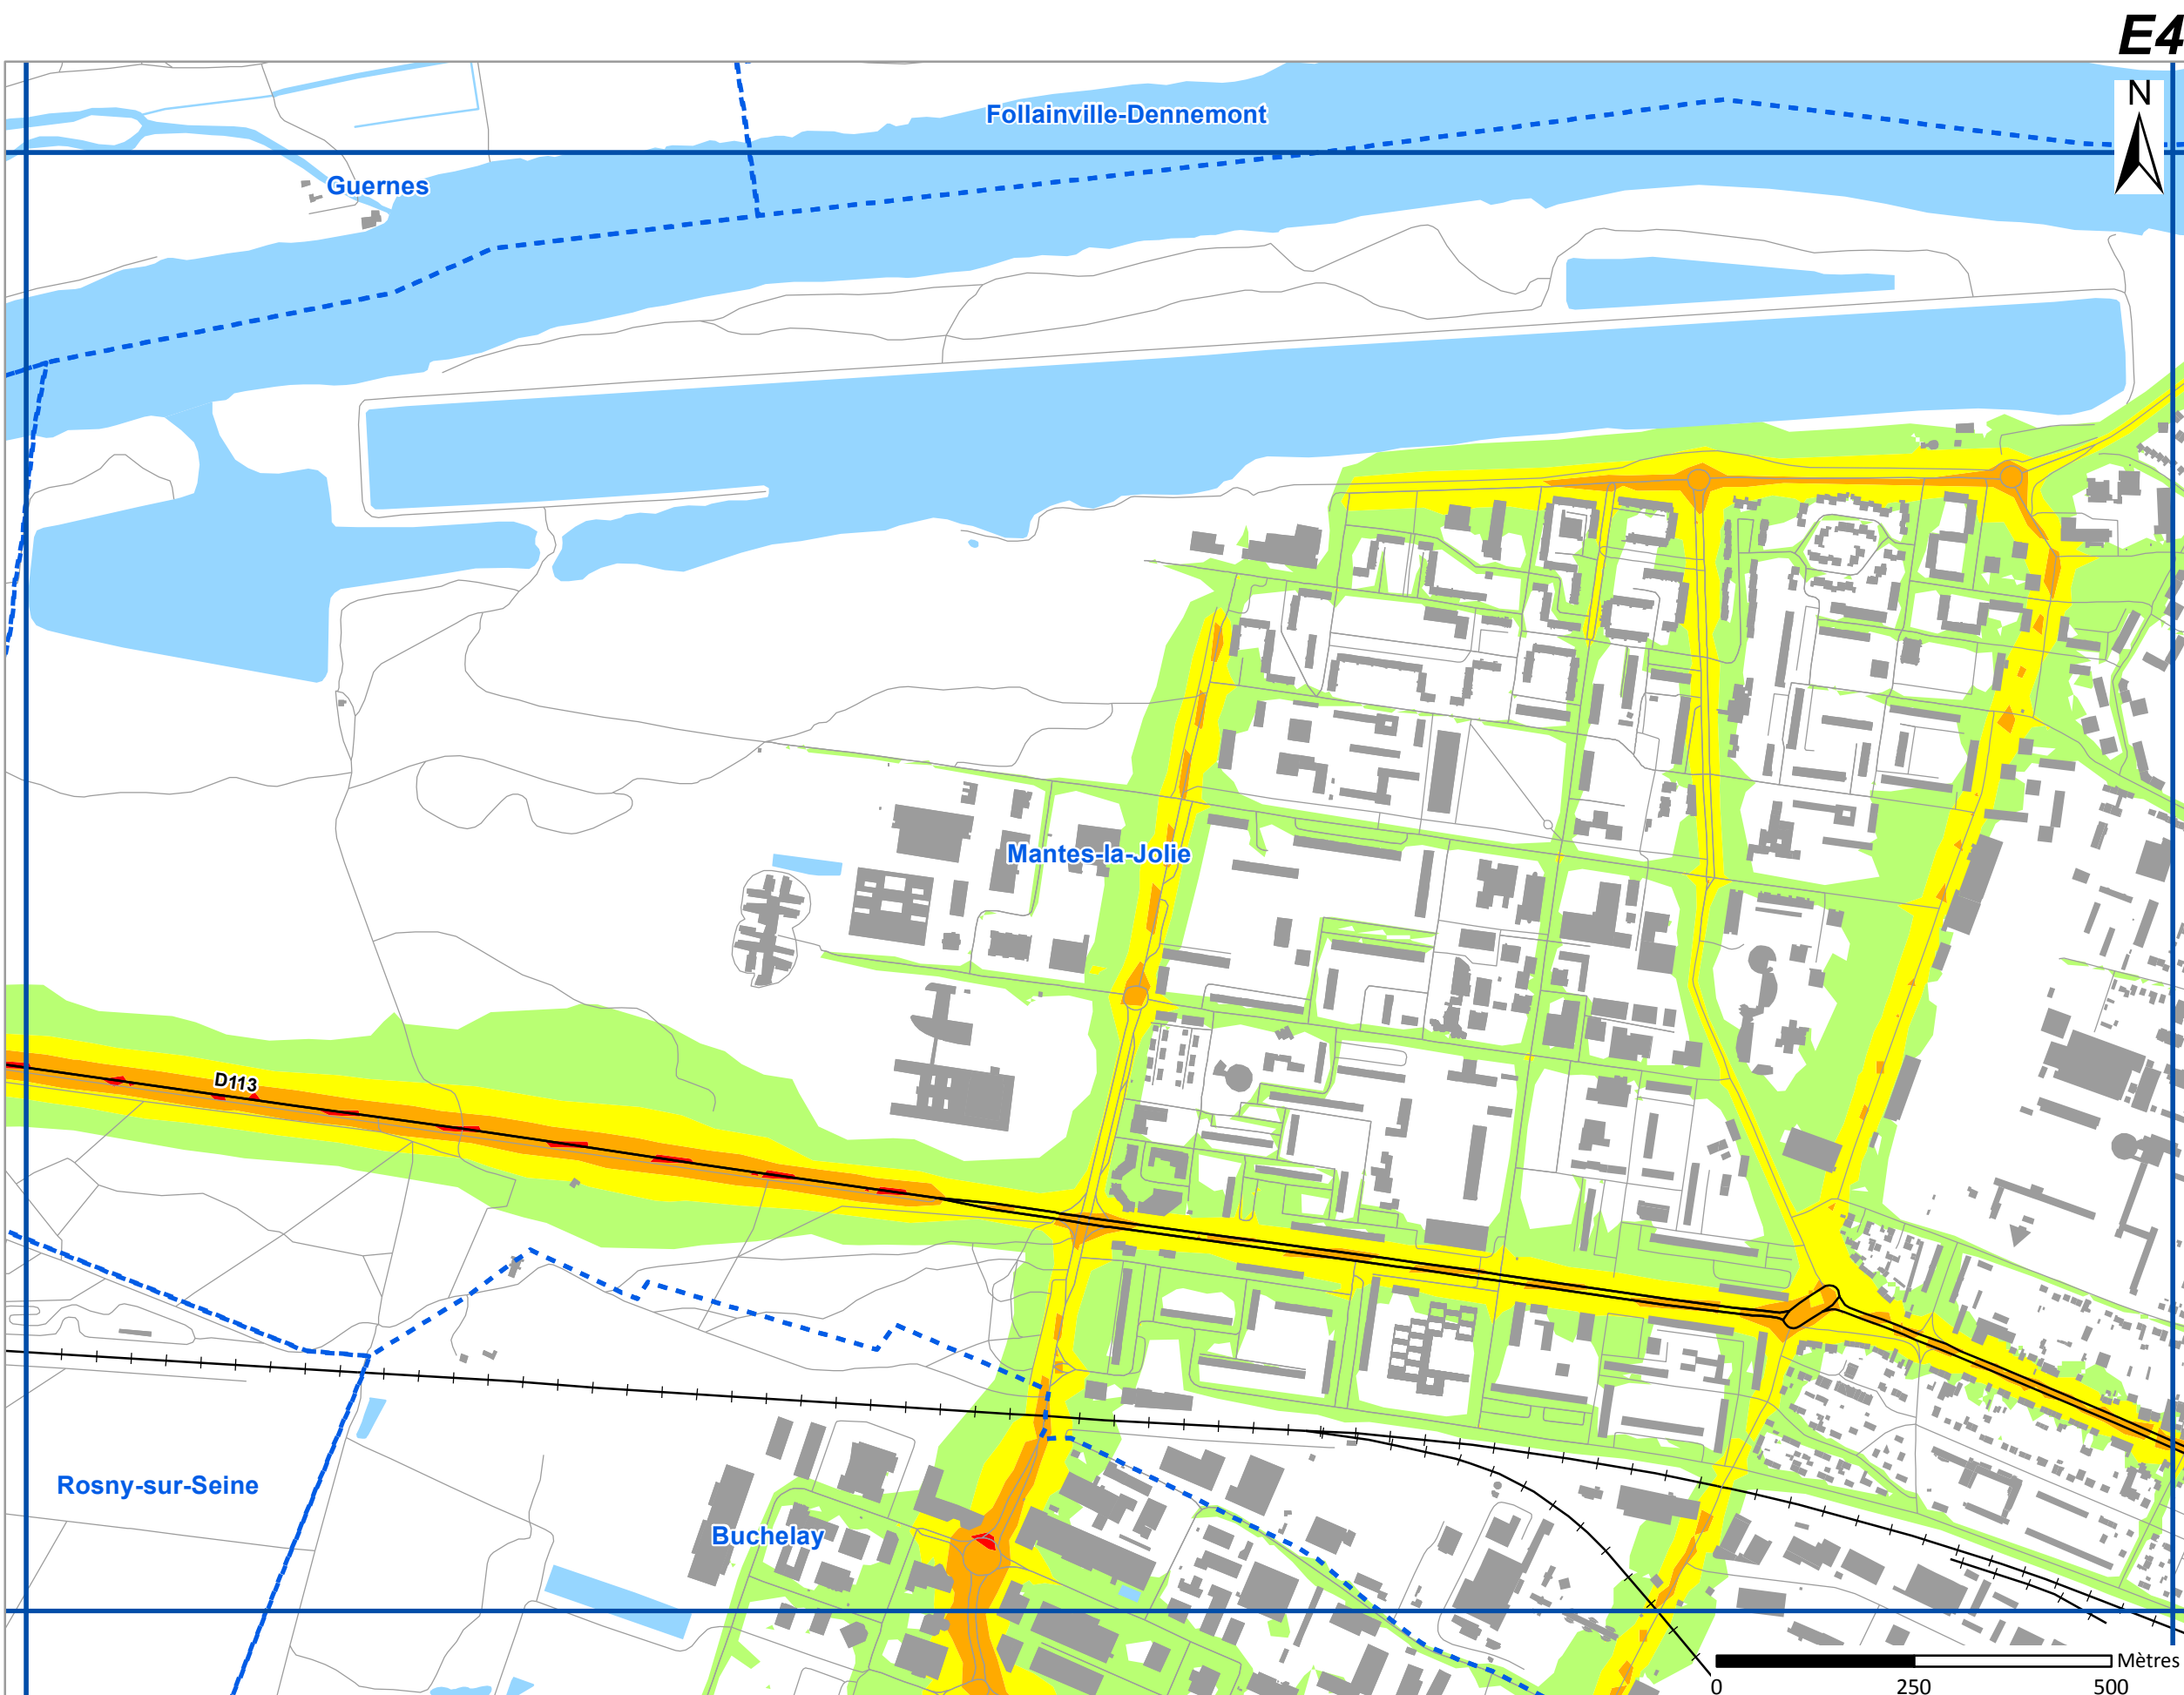 E4
N
Follainville-Dennemont
Guernes
Mantes-la-Jolie
D113
Rosny-sur-Seine
Buchelay
Mètres
0 250 500